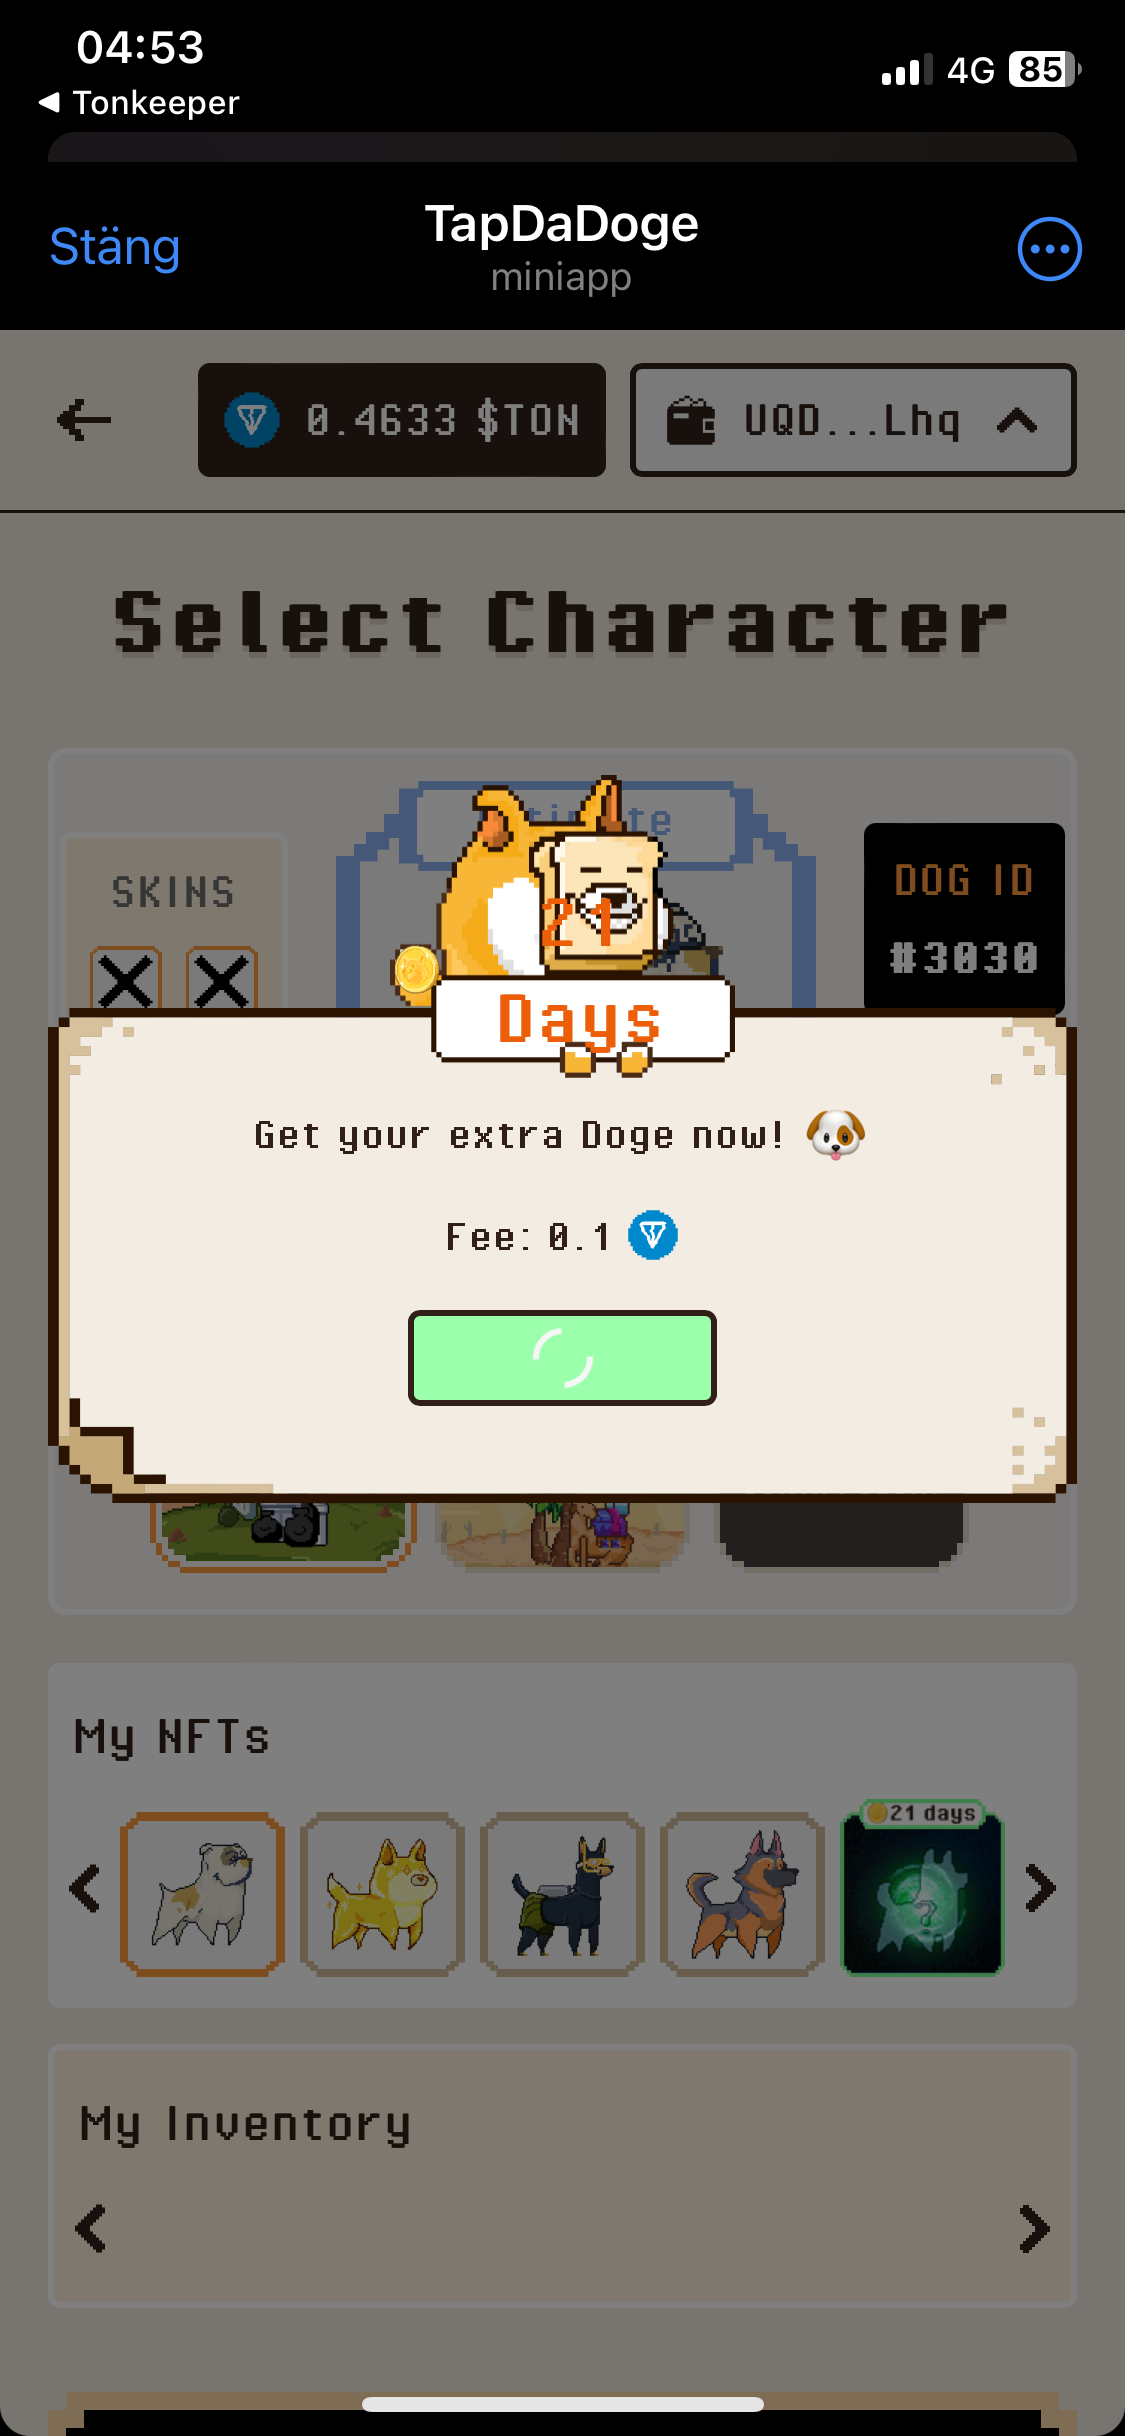 04:53
4G 85
◀ Tonkeeper
Stäng
TapDaDoge
miniapp
0.4633 $TON
UQD...Lhq
Select Character
SKINS
DOG ID
#3030
21
Days
Get your extra Doge now! 🐶
Fee: 0.1
My NFTs
21 days
?
My Inventory